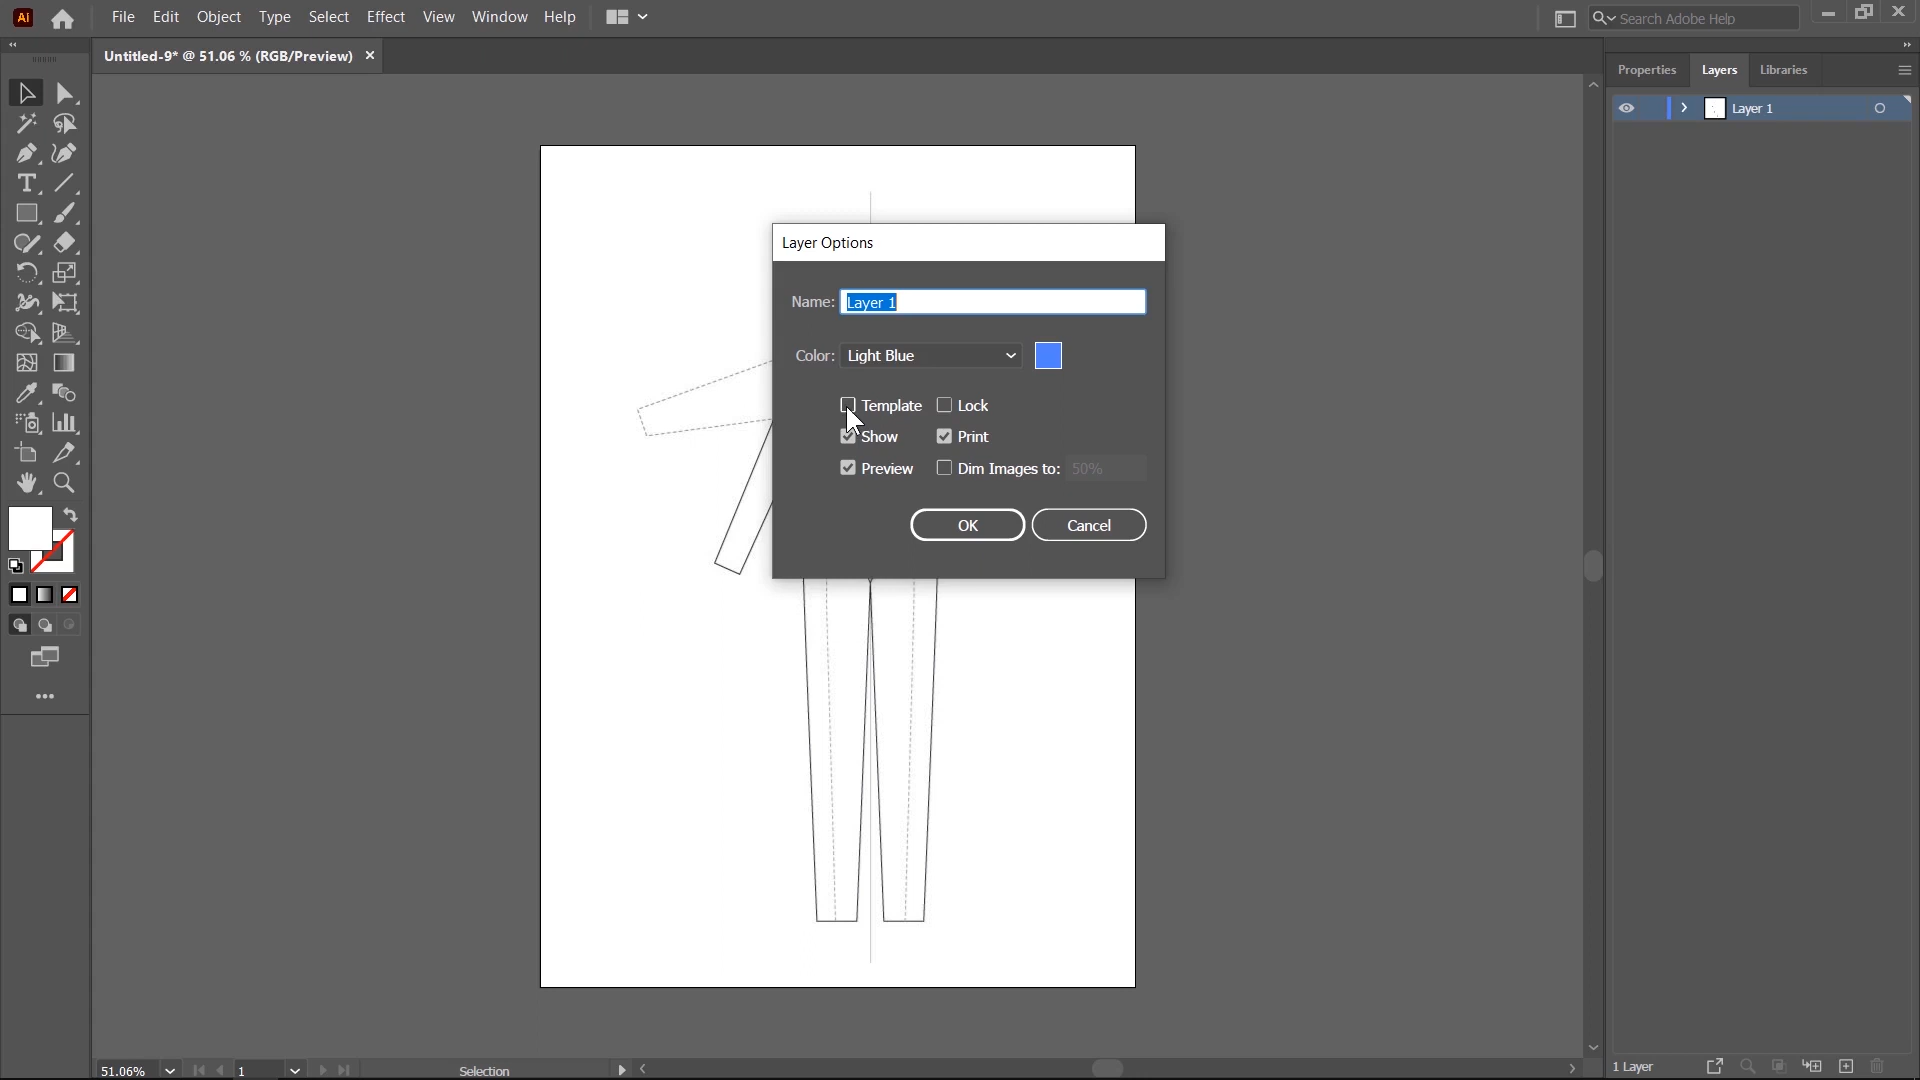 Ai File Edit Object Type Select Effect View Window Help Search Adobe Help
Untitled-9* @ 51.06 % (RGB/Preview) ×
Properties Layers Libraries
Layer 1
Layer Options
Name: Layer 1
Color: Light Blue
Template Lock
Show Print
Preview Dim Images to: 50%
OK Cancel
51.06% 1 Selection
1 Layer